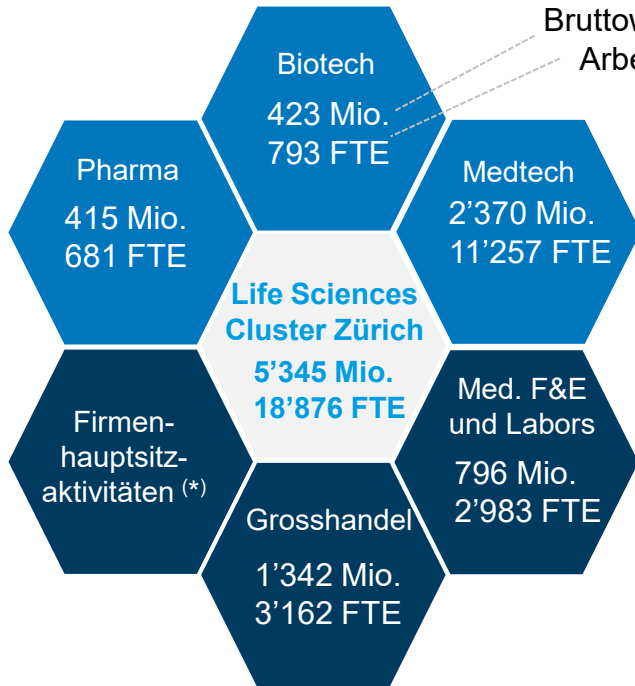 Biotech
423 Mio.
793 FTE
Pharma
415 Mio.
681 FTE
Medtech
2’370 Mio.
11’257 FTE
Life Sciences
Cluster Zürich
5’345 Mio.
18’876 FTE
Firmen-
hauptsitz-
aktivitäten (*)
Med. F&E
und Labors
796 Mio.
2’983 FTE
Grosshandel
1’342 Mio.
3’162 FTE